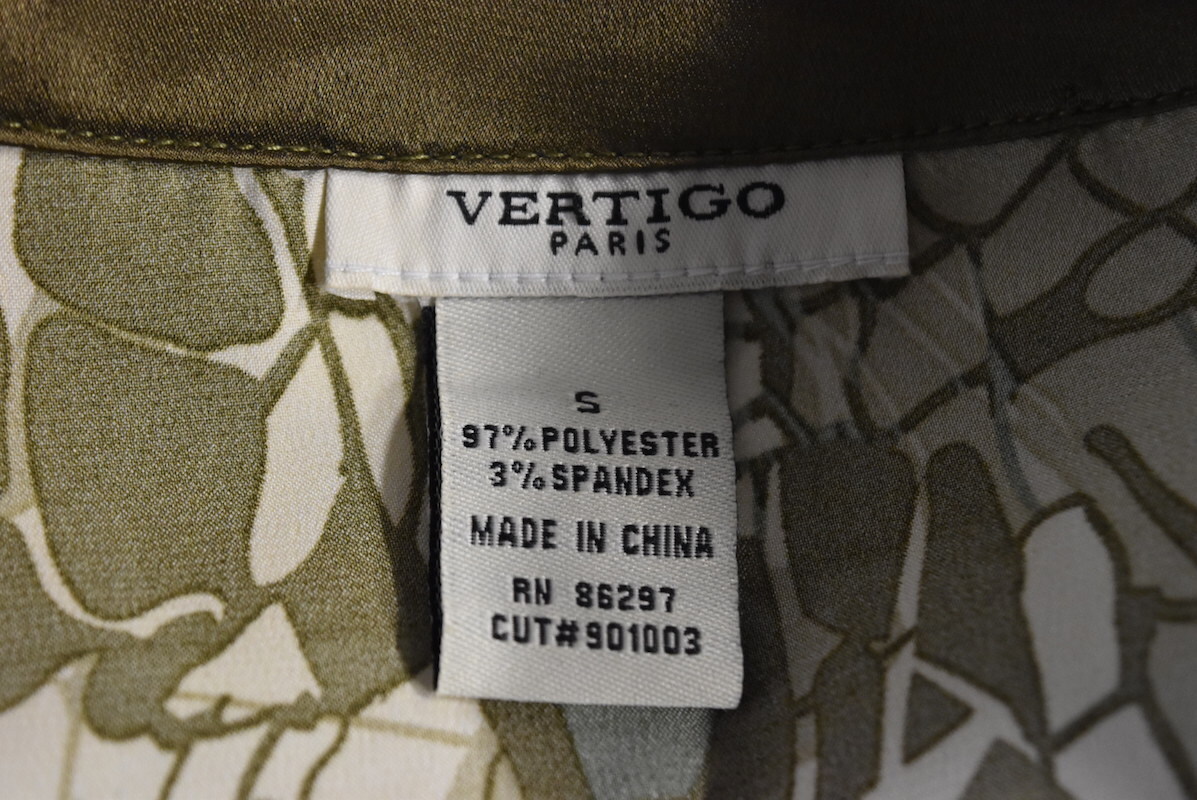 VERTIGO
PARIS
S
97% POLYESTER
3% SPANDEX
MADE IN CHINA
RN 86297
CUT#901003